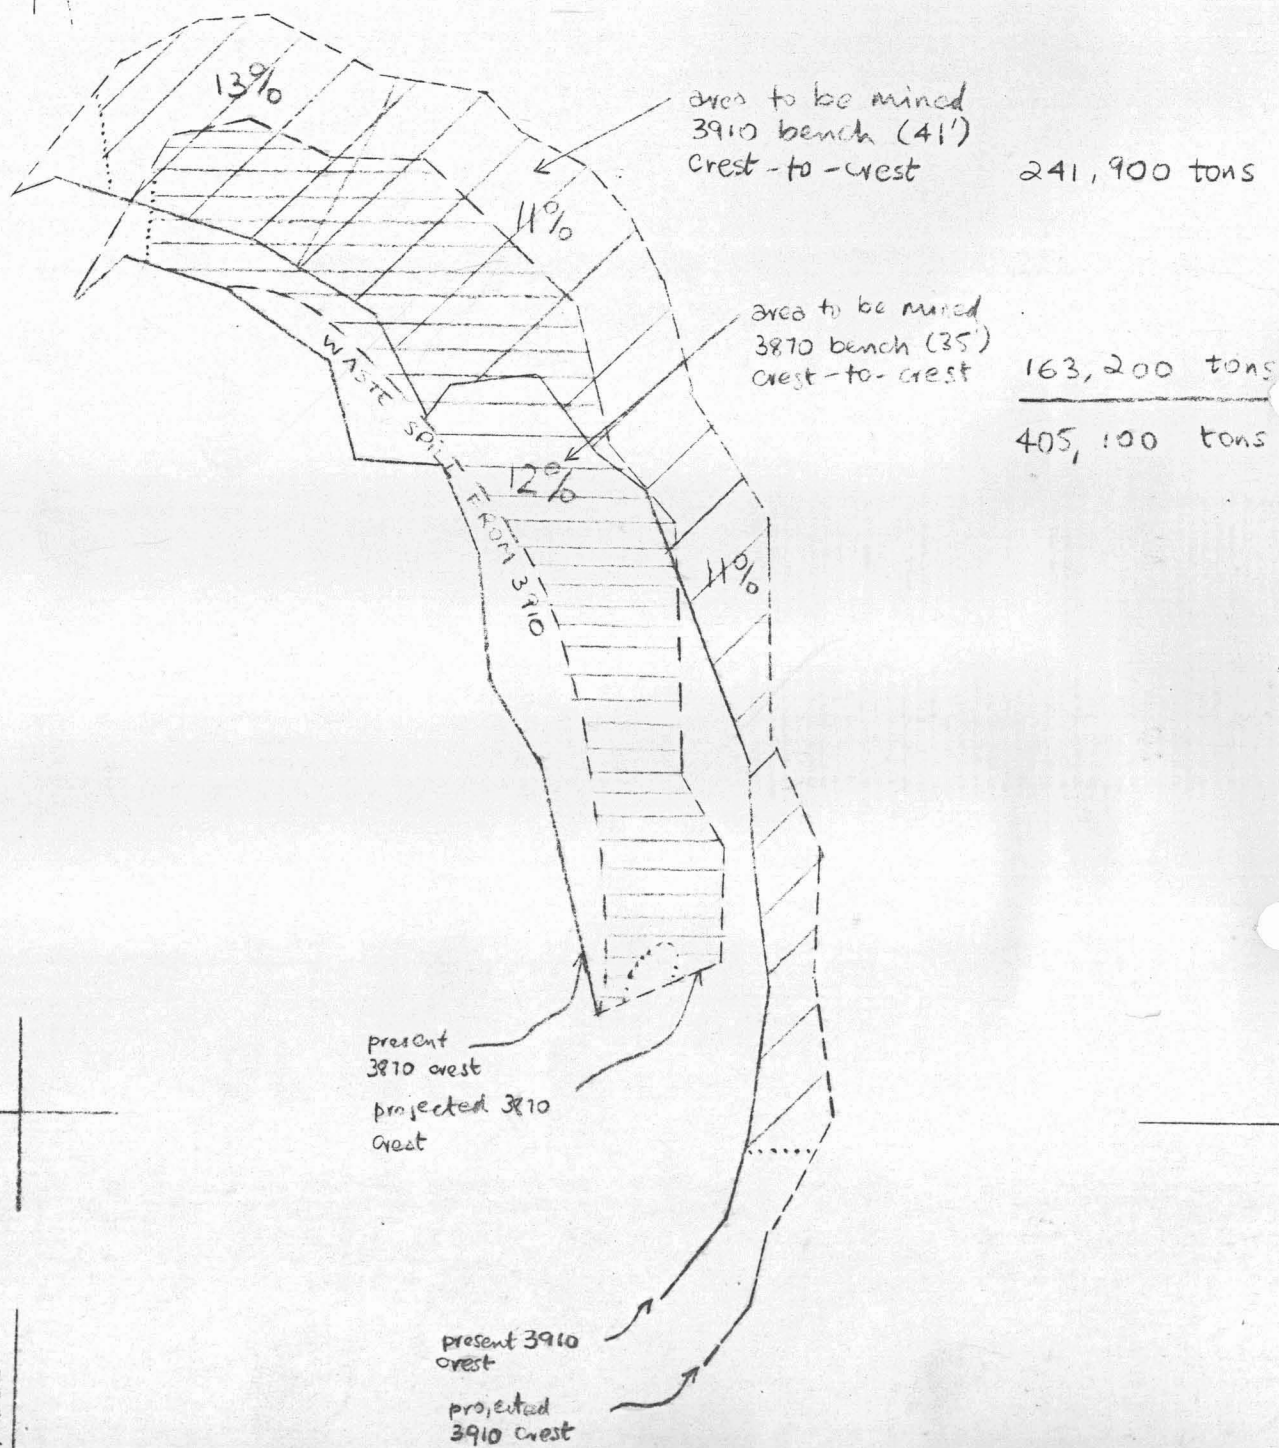 13%
area to be mined
3910 bench (41')
crest-to-crest
241,900 tons
11%
area to be mined
3870 bench (35')
crest-to-crest
163,200 tons
405,100 tons
WASTE SPILL FROM 3910
12%
11%
present
3870 crest
projected 3870
crest
present 3910
crest
projected
3910 crest